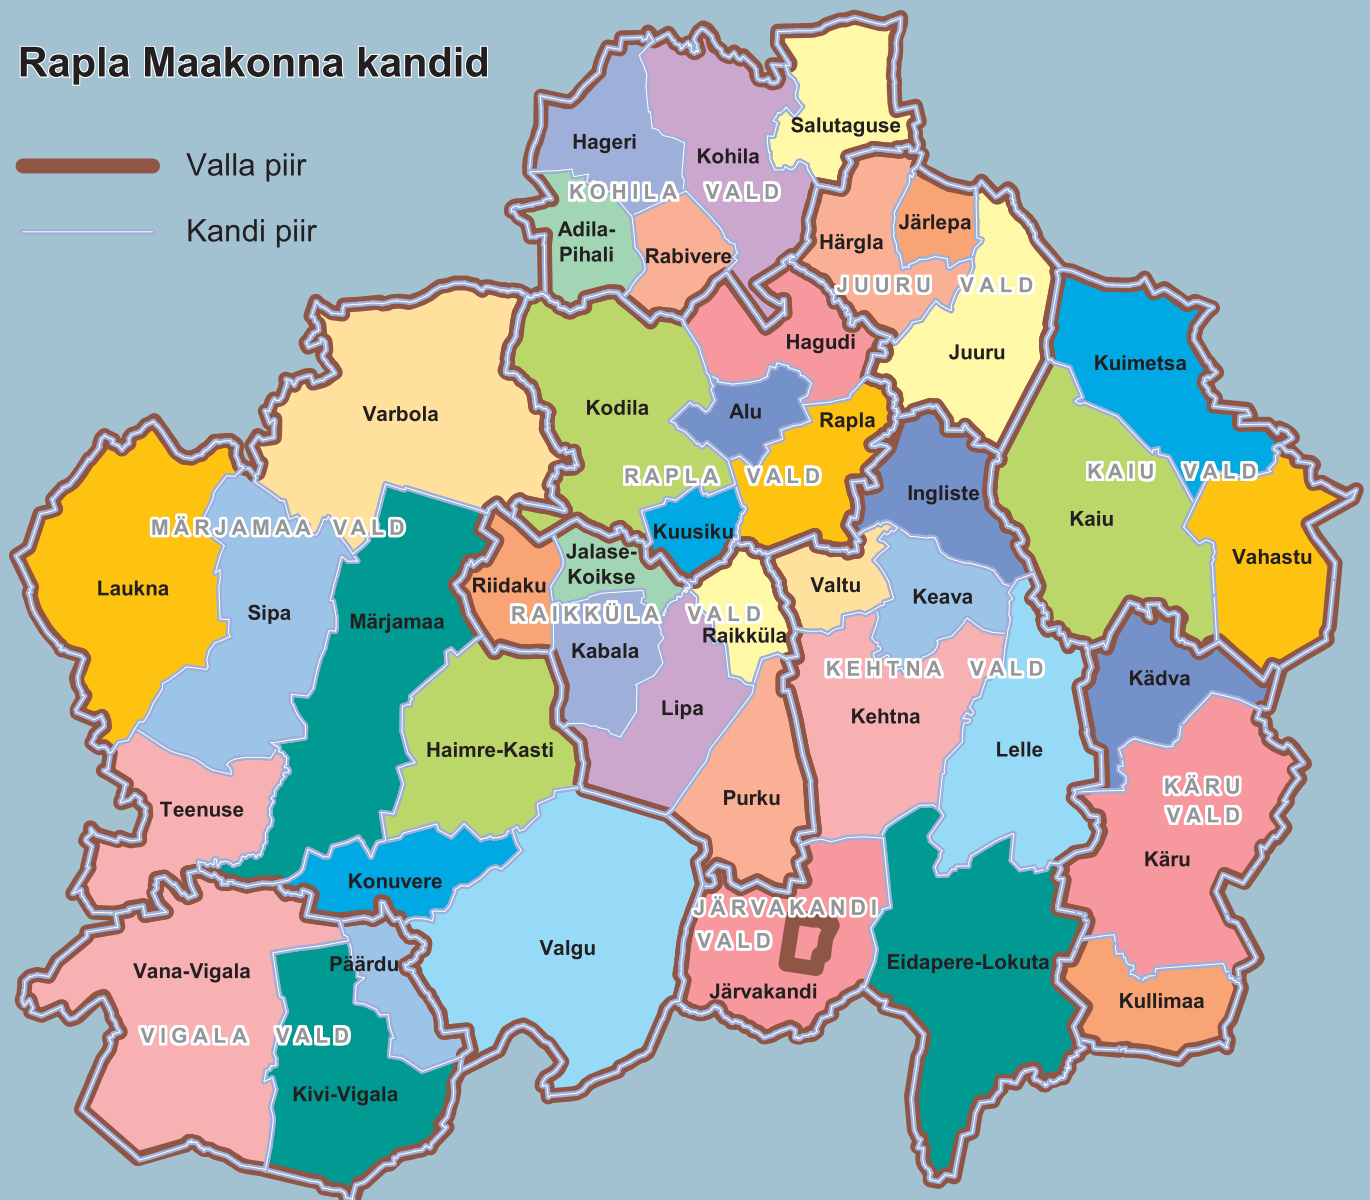 Rapla Maakonna kandid
Valla piir
Kandi piir
Salutaguse
Hageri
Kohila
KOHILA VALD
Adila-
Pihali
Rabivere
Järlepa
Härgla
JUURU VALD
Juuru
Hagudi
Kuimetsa
Varbola
Kodila
Alu
Rapla
RAPLA VALD
KAIU VALD
Ingliste
Kaiu
Vahastu
MÄRJAMAA VALD
Kuusiku
Laukna
Sipa
Märjamaa
Riidaku
Jalase-
Koikse
RAIKKÜLA VALD
Raikküla
Kabala
Valtu
Keava
KEHTNA VALD
Kädva
Lipa
Kehtna
Lelle
Haimre-Kasti
Purku
KÄRU
VALD
Teenuse
Käru
Konuvere
JÄRVAKANDI
VALD
Valgu
Vana-Vigala
Päärdu
Eidapere-Lokuta
Järvakandi
Kullimaa
VIGALA VALD
Kivi-Vigala